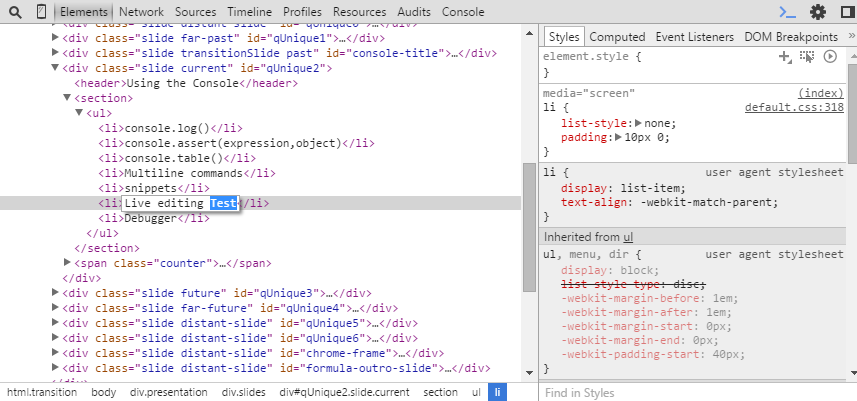 Elements Network Sources Timeline Profiles Resources Audits Console
<div class="slide distant-slide" id="qUnique0">…</div>
▶<div class="slide far-past" id="qUnique1">…</div>
▶<div class="slide transitionSlide past" id="console-title">…</div>
▼<div class="slide current" id="qUnique2">
<header>Using the Console</header>
▼<section>
▼<ul>
<li>console.log()</li>
<li>console.assert(expression,object)</li>
<li>console.table()</li>
<li>Multiline commands</li>
<li>snippets</li>
<li>Live editing Test</li>
<li>Debugger</li>
</ul>
</section>
▶<span class="counter">…</span>
</div>
▶<div class="slide future" id="qUnique3">…</div>
▶<div class="slide far-future" id="qUnique4">…</div>
▶<div class="slide distant-slide" id="qUnique5">…</div>
▶<div class="slide distant-slide" id="qUnique6">…</div>
▶<div class="slide distant-slide" id="chrome-frame">…</div>
▶<div class="slide distant-slide" id="formula-outro-slide">…</div>
</div>
html.transition body div.presentation div.slides div#qUnique2.slide.current section ul li
Styles Computed Event Listeners DOM Breakpoints »
element.style {
}
media="screen" (index)
li { default.css:318
list-style:▶none;
padding:▶10px 0;
}
li { user agent stylesheet
display: list-item;
text-align: -webkit-match-parent;
}
Inherited from ul
ul, menu, dir { user agent stylesheet
display: block;
list-style-type: disc;
-webkit-margin-before: 1em;
-webkit-margin-after: 1em;
-webkit-margin-start: 0px;
-webkit-margin-end: 0px;
-webkit-padding-start: 40px;
}
Find in Styles